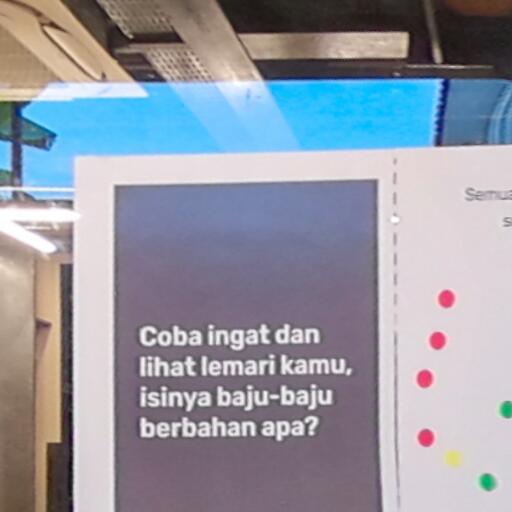 Coba ingat dan
lihat lemari kamu,
isinya baju-baju
berbahan apa?